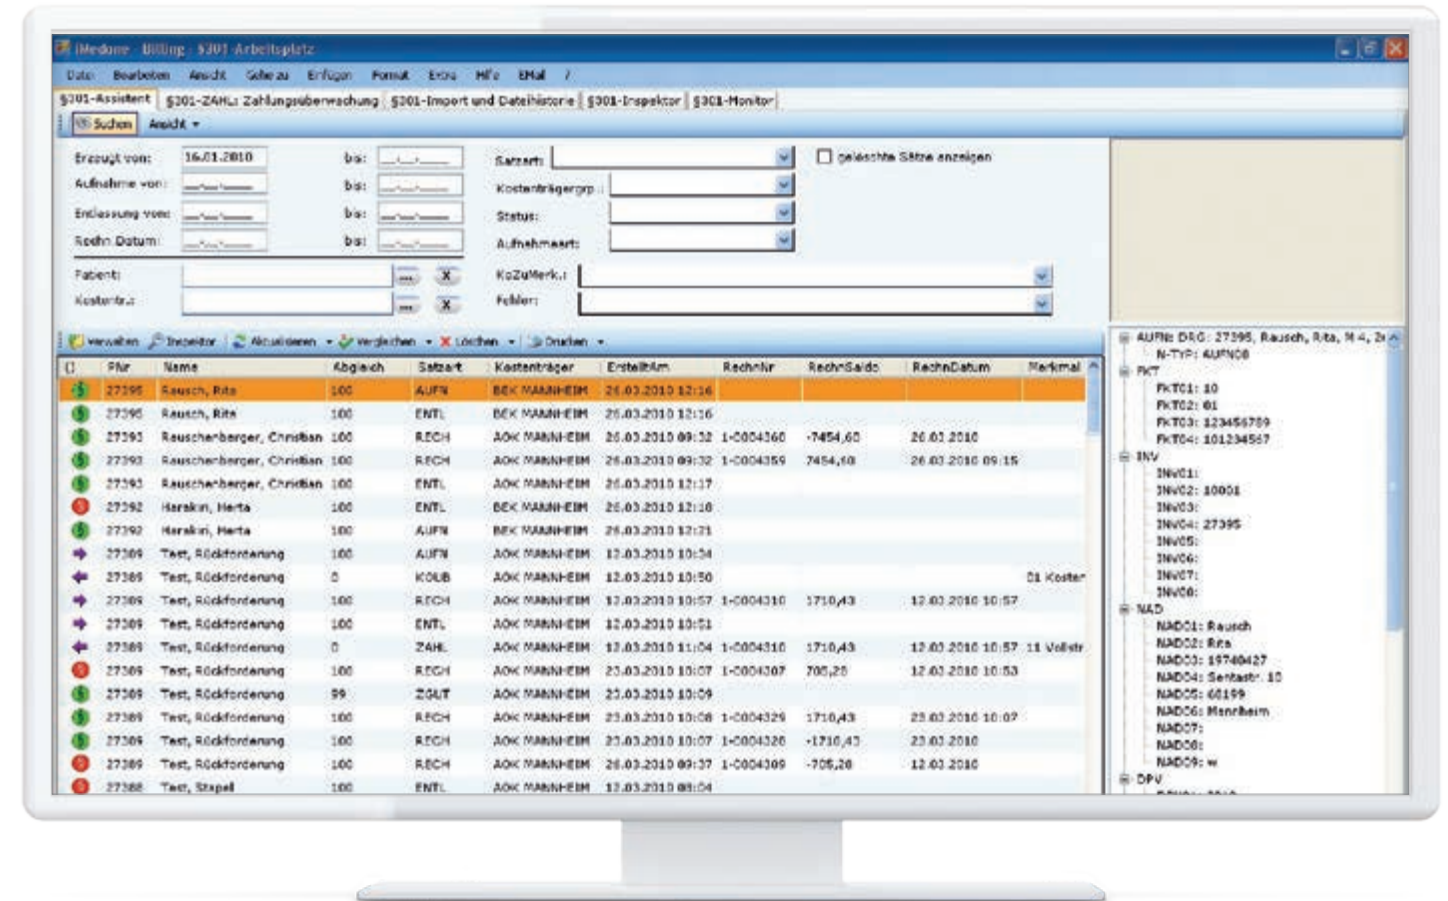 iMedone - Billing - §301-Arbeitsplatz
Datei Bearbeiten Ansicht Gehe zu Einfügen Format Extra Hilfe EMail ?
§301-Assistent §301-ZAHL: Zahlungsüberwachung §301-Import und Dateihistorie §301-Inspektor §301-Monitor
Suchen Ansicht
Erzeugt von: 16.01.2010 bis: Satzart: gelöschte Sätze anzeigen
Aufnahme von: bis: Kostenträgergrp.:
Entlassung von: bis: Status:
Rechn.Datum: bis: Aufnahmeart:
Patient: ... X KoZuMerk.:
Kostentr.: ... X Fehler:
verwalten Inspektor Aktualisieren vergleichen Löschen Drucken
PNr Name Abgleich Satzart Kostenträger ErstelltAm RechnNr RechnSaldo RechnDatum Merkmal
27395 Rausch, Rita 100 AUFN BEK MANNHEIM 26.03.2010 12:16
27395 Rausch, Rita 100 ENTL BEK MANNHEIM 26.03.2010 12:16
27393 Rauschenberger, Christian 100 RECH AOK MANNHEIM 26.03.2010 09:32 1-0004360 -7454,60 26.03.2010
27393 Rauschenberger, Christian 100 RECH AOK MANNHEIM 26.03.2010 09:32 1-0004359 7454,60 26.03.2010 09:15
27393 Rauschenberger, Christian 100 ENTL AOK MANNHEIM 26.03.2010 12:17
27392 Harakiri, Herta 100 ENTL BEK MANNHEIM 26.03.2010 12:18
27392 Harakiri, Herta 100 AUFN BEK MANNHEIM 26.03.2010 12:21
27389 Test, Rückforderung 100 AUFN AOK MANNHEIM 12.03.2010 10:34
27389 Test, Rückforderung 0 KOUB AOK MANNHEIM 12.03.2010 10:50 01 Koster
27389 Test, Rückforderung 100 RECH AOK MANNHEIM 12.03.2010 10:57 1-0004310 1710,43 12.03.2010 10:57
27389 Test, Rückforderung 100 ENTL AOK MANNHEIM 12.03.2010 10:51
27389 Test, Rückforderung 0 ZAHL AOK MANNHEIM 12.03.2010 11:04 1-0004310 1710,43 12.03.2010 10:57 11 Vollstr
27389 Test, Rückforderung 100 RECH AOK MANNHEIM 23.03.2010 10:07 1-0004307 705,28 12.03.2010 10:53
27389 Test, Rückforderung 99 ZGUT AOK MANNHEIM 23.03.2010 10:09
27389 Test, Rückforderung 100 RECH AOK MANNHEIM 23.03.2010 10:08 1-0004329 1710,43 23.03.2010 10:07
27389 Test, Rückforderung 100 RECH AOK MANNHEIM 23.03.2010 10:07 1-0004328 -1710,43 23.03.2010
27389 Test, Rückforderung 100 RECH AOK MANNHEIM 26.03.2010 09:37 1-0004309 -705,28 12.03.2010
27388 Test, Stapel 100 ENTL AOK MANNHEIM 12.03.2010 09:04
AUFN: DRG: 27395, Rausch, Rita, M 4,
N-TYP: AUFN08
FKT
FKT01: 10
FKT02: 01
FKT03: 123456789
FKT04: 101234567
INV
INV01:
INV02: 10001
INV03:
INV04: 27395
INV05:
INV06:
INV07:
INV08:
NAD
NAD01: Rausch
NAD02: Rita
NAD03: 19740427
NAD04: Sentastr. 10
NAD05: 68199
NAD06: Mannheim
NAD07:
NAD08:
NAD09: w
DPV